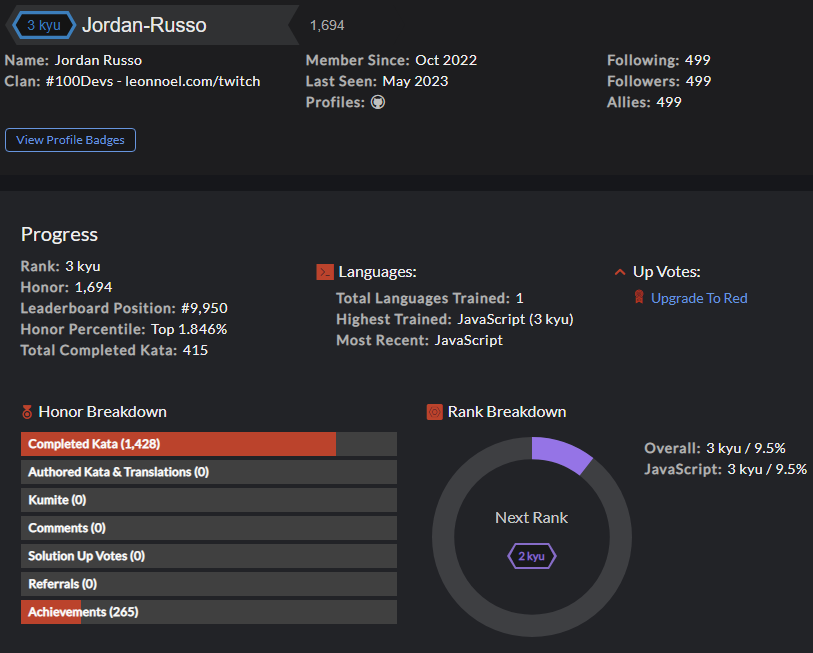 3 kyu Jordan-Russo 1,694
Name: Jordan Russo
Clan: #100Devs - leonnoel.com/twitch
Member Since: Oct 2022
Last Seen: May 2023
Profiles:
Following: 499
Followers: 499
Allies: 499
View Profile Badges
Progress
Rank: 3 kyu
Honor: 1,694
Leaderboard Position: #9,950
Honor Percentile: Top 1.846%
Total Completed Kata: 415
Languages:
Total Languages Trained: 1
Highest Trained: JavaScript (3 kyu)
Most Recent: JavaScript
Up Votes:
Upgrade To Red
Honor Breakdown
Completed Kata (1,428)
Authored Kata & Translations (0)
Kumite (0)
Comments (0)
Solution Up Votes (0)
Referrals (0)
Achievements (265)
Rank Breakdown
Next Rank
2 kyu
Overall: 3 kyu / 9.5%
JavaScript: 3 kyu / 9.5%